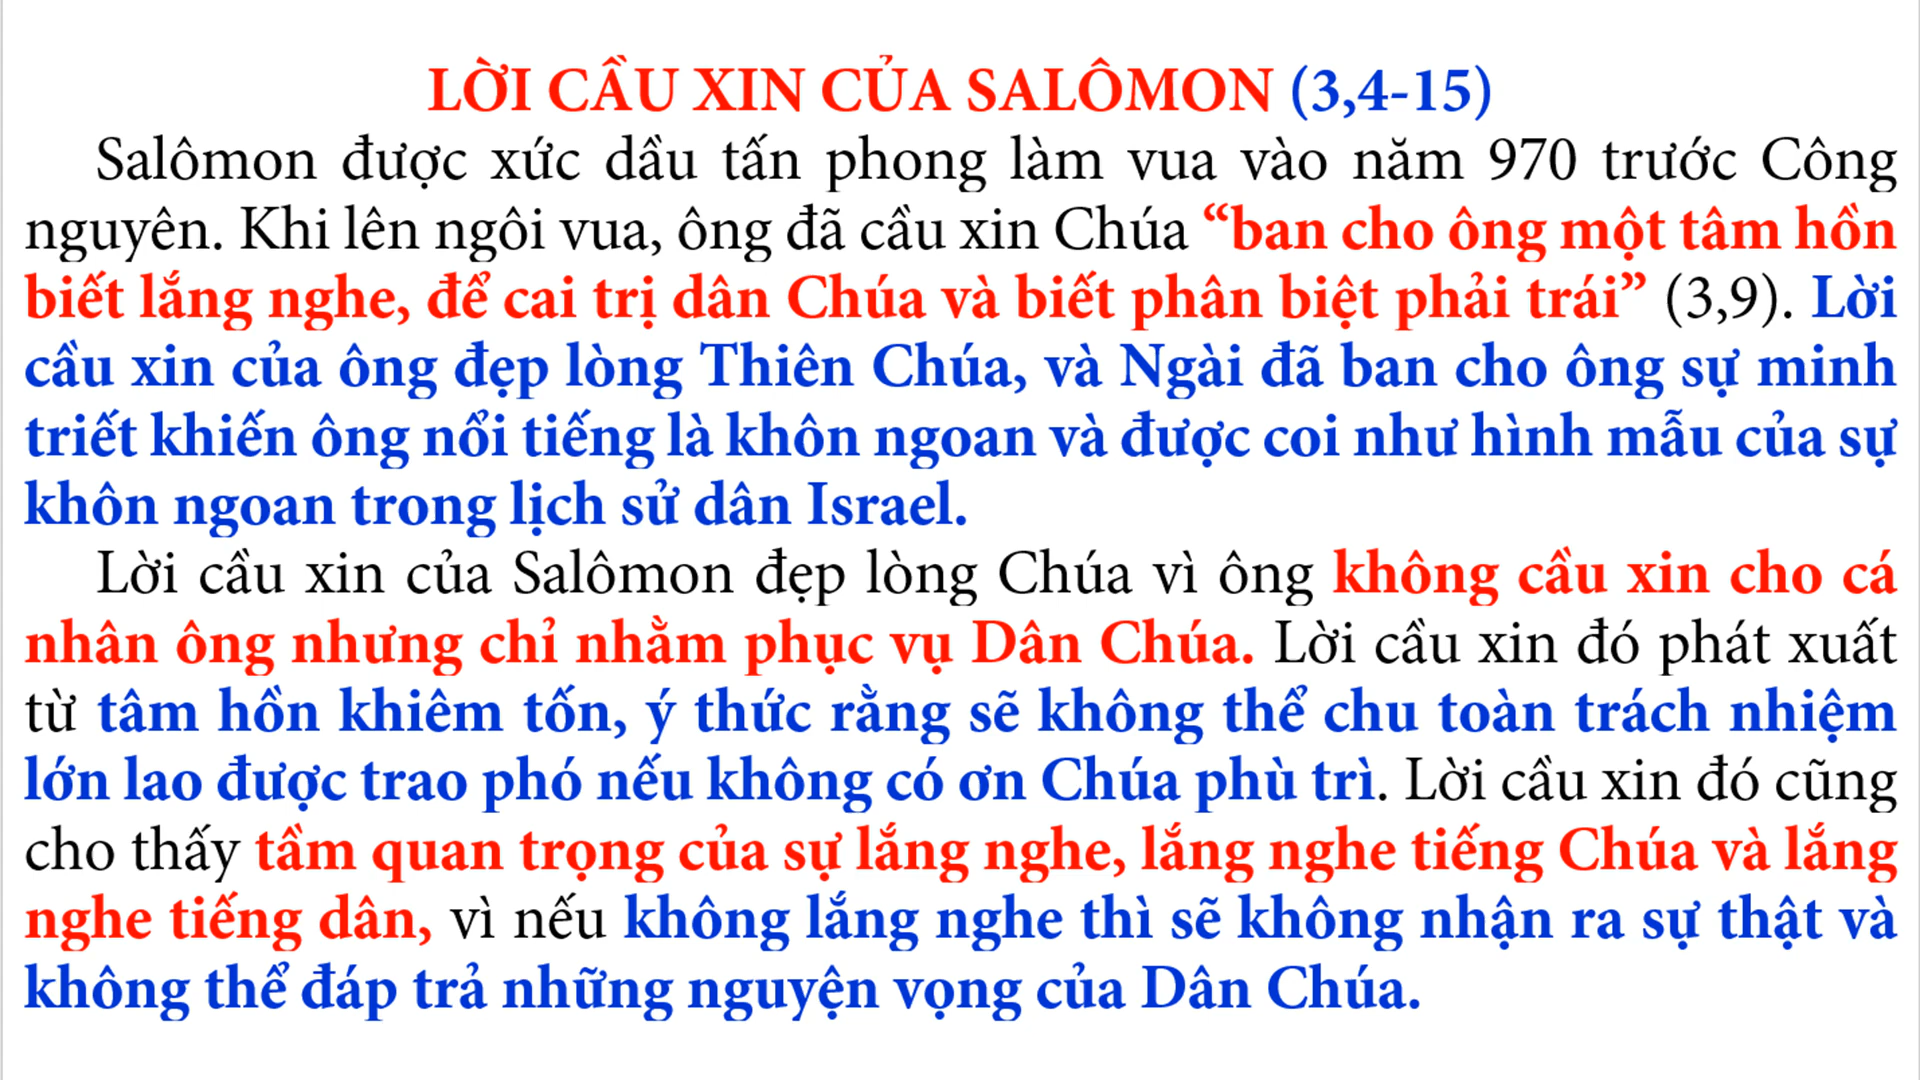 LỜI CẦU XIN CỦA SALÔMON (3,4-15)
Salômon được xức dầu tấn phong làm vua vào năm 970 trước Công
nguyên. Khi lên ngôi vua, ông đã cầu xin Chúa “ban cho ông một tâm hồn
biết lắng nghe, để cai trị dân Chúa và biết phân biệt phải trái” (3,9). Lời
cầu xin của ông đẹp lòng Thiên Chúa, và Ngài đã ban cho ông sự minh
triết khiến ông nổi tiếng là khôn ngoan và được coi như hình mẫu của sự
khôn ngoan trong lịch sử dân Israel.
Lời cầu xin của Salômon đẹp lòng Chúa vì ông không cầu xin cho cá
nhân ông nhưng chỉ nhằm phục vụ Dân Chúa. Lời cầu xin đó phát xuất
từ tâm hồn khiêm tốn, ý thức rằng sẽ không thể chu toàn trách nhiệm
lớn lao được trao phó nếu không có ơn Chúa phù trì. Lời cầu xin đó cũng
cho thấy tầm quan trọng của sự lắng nghe, lắng nghe tiếng Chúa và lắng
nghe tiếng dân, vì nếu không lắng nghe thì sẽ không nhận ra sự thật và
không thể đáp trả những nguyện vọng của Dân Chúa.